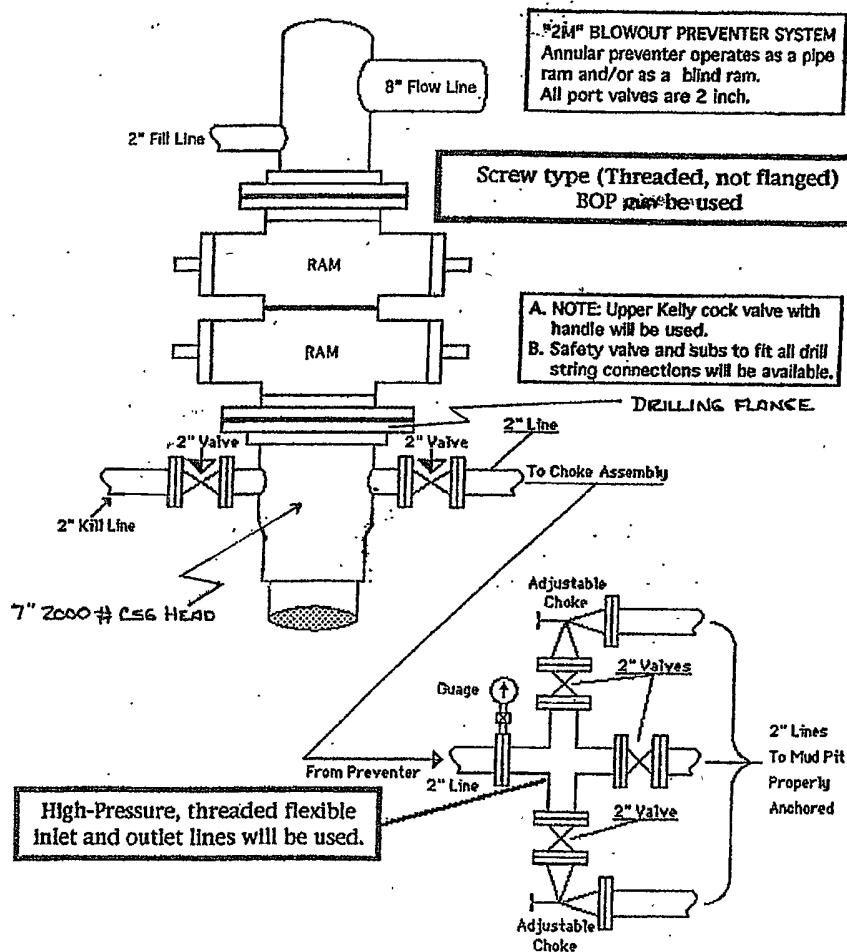 "2M" BLOWOUT PREVENTER SYSTEM
Annular preventer operates as a pipe
ram and/or as a blind ram.
All port valves are 2 inch.
8" Flow Line
2" Fill Line
Screw type (Threaded, not flanged)
BOP be used
RAM
RAM
A. NOTE: Upper Kelly cock valve with
handle will be used.
B. Safety valve and subs to fit all drill
string connections will be available.
DRILLING FLANGE
2" Valve
2" Valve
2" Line
To Choke Assembly
2" Kill Line
7" 2000 # CSG HEAD
Adjustable
Choke
2" Valves
Guage
2" Lines
To Mud Pit
Properly
Anchored
From Preventer
2" Line
High-Pressure, threaded flexible
inlet and outlet lines will be used.
2" Valve
Adjustable
Choke